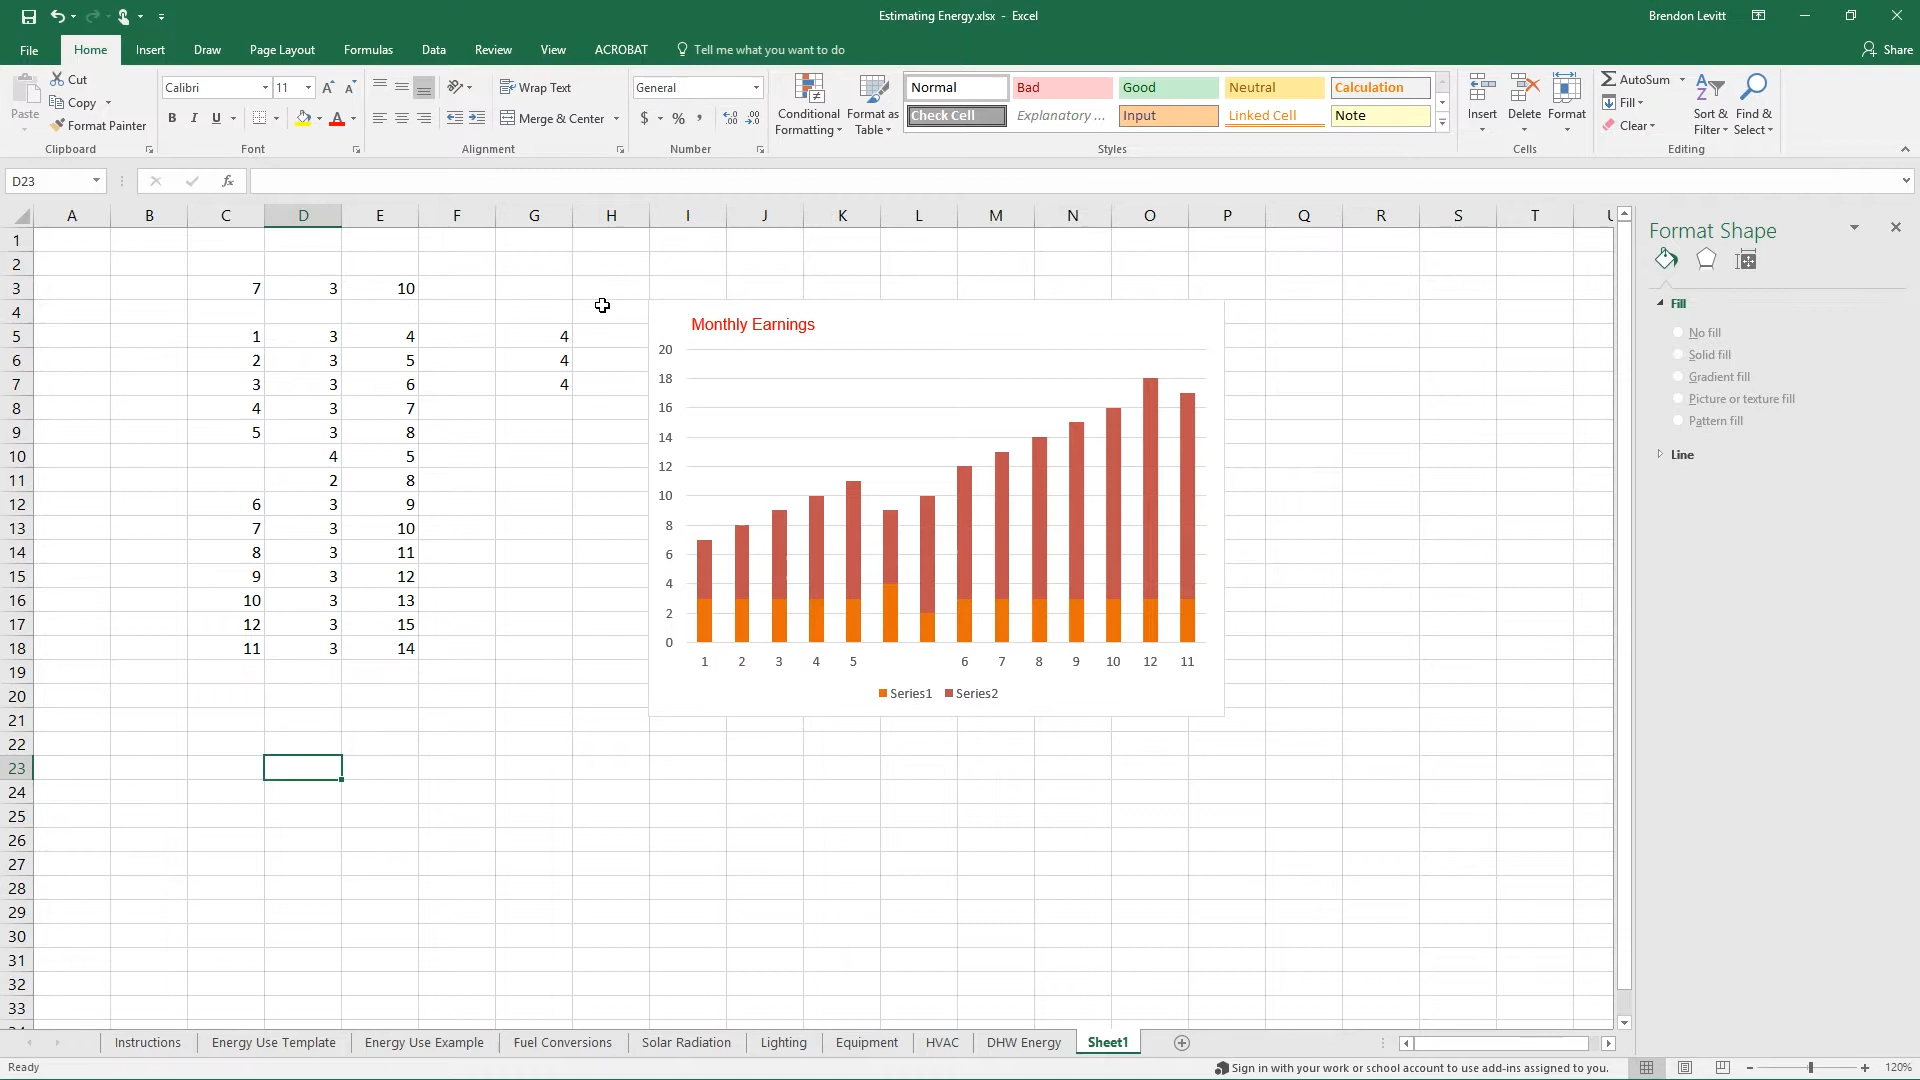 Estimating Energy.xlsx - Excel
Brendon Levitt
File Home Insert Draw Page Layout Formulas Data Review View ACROBAT Tell me what you want to do Share
Paste
Cut
Copy
Format Painter
Clipboard
Calibri 11
B I U
Font
Wrap Text
Merge & Center
Alignment
General
$ % ,
Number
Conditional Formatting
Format as Table
Normal Bad Good Neutral Calculation
Check Cell Explanatory ... Input Linked Cell Note
Styles
Insert Delete Format
Cells
AutoSum
Fill
Clear
Sort & Filter
Find & Select
Editing
D23 fx
A B C D E F G H I J K L M N O P Q R S T U
1
2
3 7 3 10
4
5 1 3 4 4
6 2 3 5 4
7 3 3 6 4
8 4 3 7
9 5 3 8
10 4 5
11 2 8
12 6 3 9
13 7 3 10
14 8 3 11
15 9 3 12
16 10 3 13
17 12 3 15
18 11 3 14
19
20
21
22
23
24
25
26
27
28
29
30
31
32
33
Monthly Earnings
20
18
16
14
12
10
8
6
4
2
0
1 2 3 4 5 6 7 8 9 10 12 11
Series1 Series2
Format Shape
Fill
No fill
Solid fill
Gradient fill
Picture or texture fill
Pattern fill
Line
Instructions Energy Use Template Energy Use Example Fuel Conversions Solar Radiation Lighting Equipment HVAC DHW Energy Sheet1
Ready
Sign in with your work or school account to use add-ins assigned to you.
120%